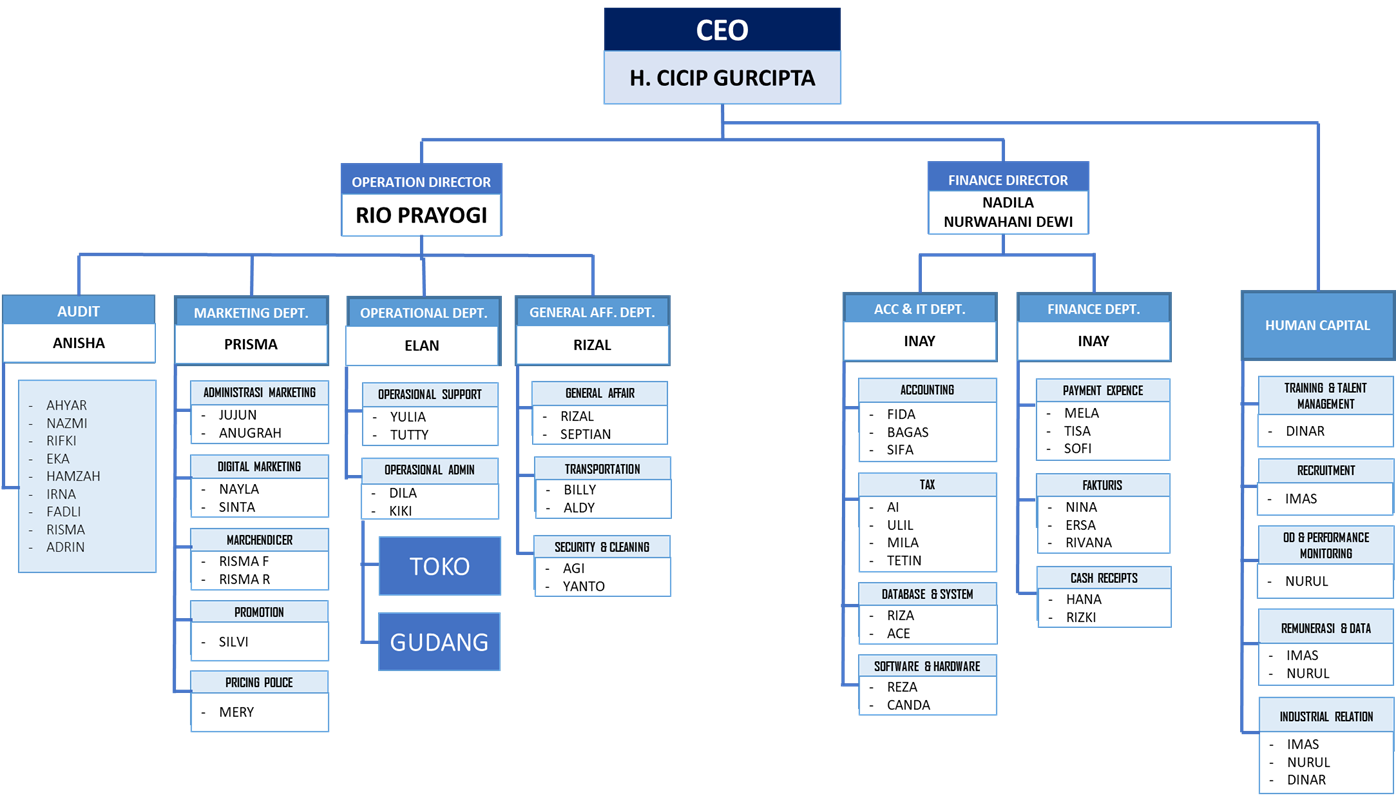 CEO
H. CICIP GURCIPTA
OPERATION DIRECTOR
RIO PRAYOGI
FINANCE DIRECTOR
NADILA
NURWAHANI DEWI
AUDIT
ANISHA
- AHYAR
- NAZMI
- RIFKI
- EKA
- HAMZAH
- IRNA
- FADLI
- RISMA
- ADRIN
MARKETING DEPT.
PRISMA
ADMINISTRASI MARKETING
- JUJUN
- ANUGRAH
DIGITAL MARKETING
- NAYLA
- SINTA
MARCHENDICER
- RISMA F
- RISMA R
PROMOTION
- SILVI
PRICING POLICE
- MERY
OPERATIONAL DEPT.
ELAN
OPERASIONAL SUPPORT
- YULIA
- TUTTY
OPERASIONAL ADMIN
- DILA
- KIKI
TOKO
GUDANG
GENERAL AFF. DEPT.
RIZAL
GENERAL AFFAIR
- RIZAL
- SEPTIAN
TRANSPORTATION
- BILLY
- ALDY
SECURITY & CLEANING
- AGI
- YANTO
ACC & IT DEPT.
INAY
ACCOUNTING
- FIDA
- BAGAS
- SIFA
TAX
- AI
- ULIL
- MILA
- TETIN
DATABASE & SYSTEM
- RIZA
- ACE
SOFTWARE & HARDWARE
- REZA
- CANDA
FINANCE DEPT.
INAY
PAYMENT EXPENCE
- MELA
- TISA
- SOFI
FAKTURIS
- NINA
- ERSA
- RIVANA
CASH RECEIPTS
- HANA
- RIZKI
HUMAN CAPITAL
TRAINING & TALENT
MANAGEMENT
- DINAR
RECRUITMENT
- IMAS
OD & PERFORMANCE
MONITORING
- NURUL
REMUNERASI & DATA
- IMAS
- NURUL
INDUSTRIAL RELATION
- IMAS
- NURUL
- DINAR